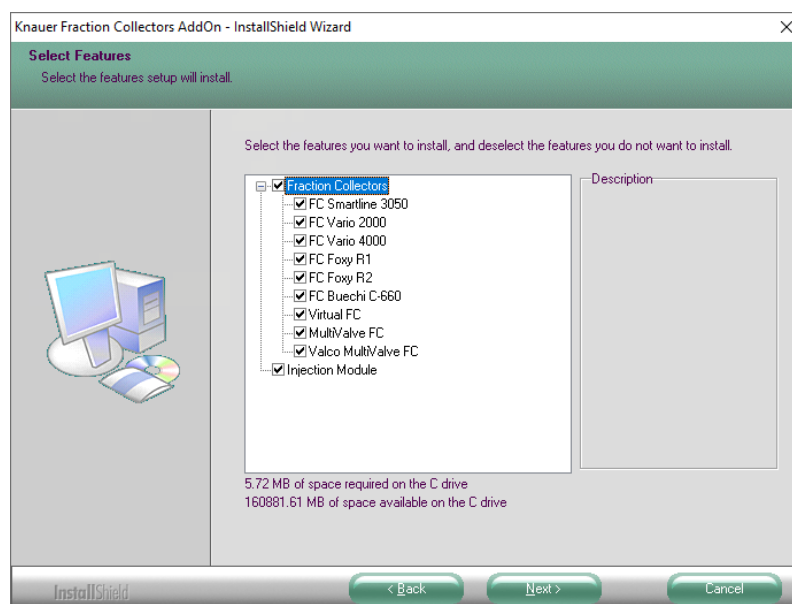 Knauer Fraction Collectors AddOn - InstallShield Wizard
Select Features
Select the features setup will install.
Select the features you want to install, and deselect the features you do not want to install.
Fraction Collectors
FC Smartline 3050
FC Vario 2000
FC Vario 4000
FC Foxy R1
FC Foxy R2
FC Buechi C-660
Virtual FC
MultiValve FC
Valco MultiValve FC
Injection Module
Description
5.72 MB of space required on the C drive
160881.61 MB of space available on the C drive
InstallShield
< Back
Next >
Cancel